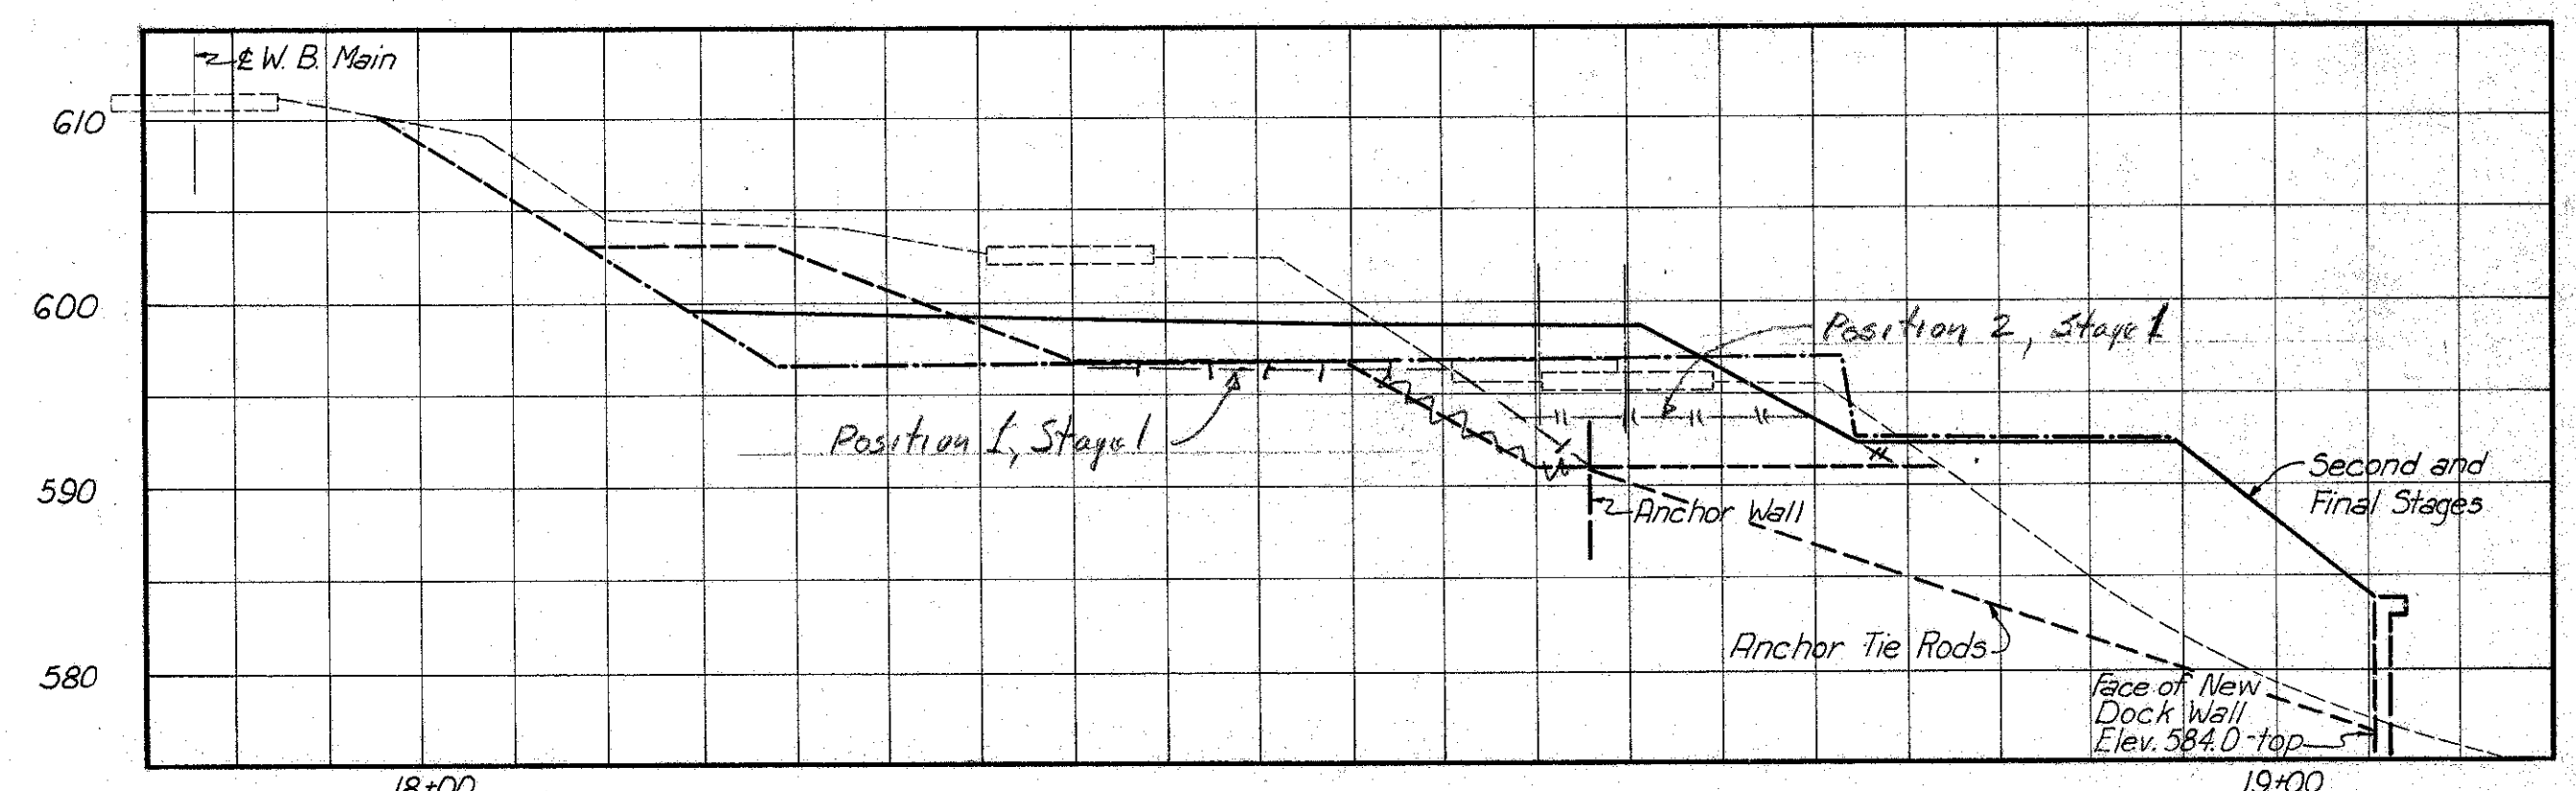 ℄ W. B. Main
610
600
590
580
Position 2, Stage 1
Position 1, Stage 1
Second and
Final Stages
Anchor Wall
Anchor Tie Rods
Face of New
Dock Wall
Elev. 584.0-top
18+00
19+00